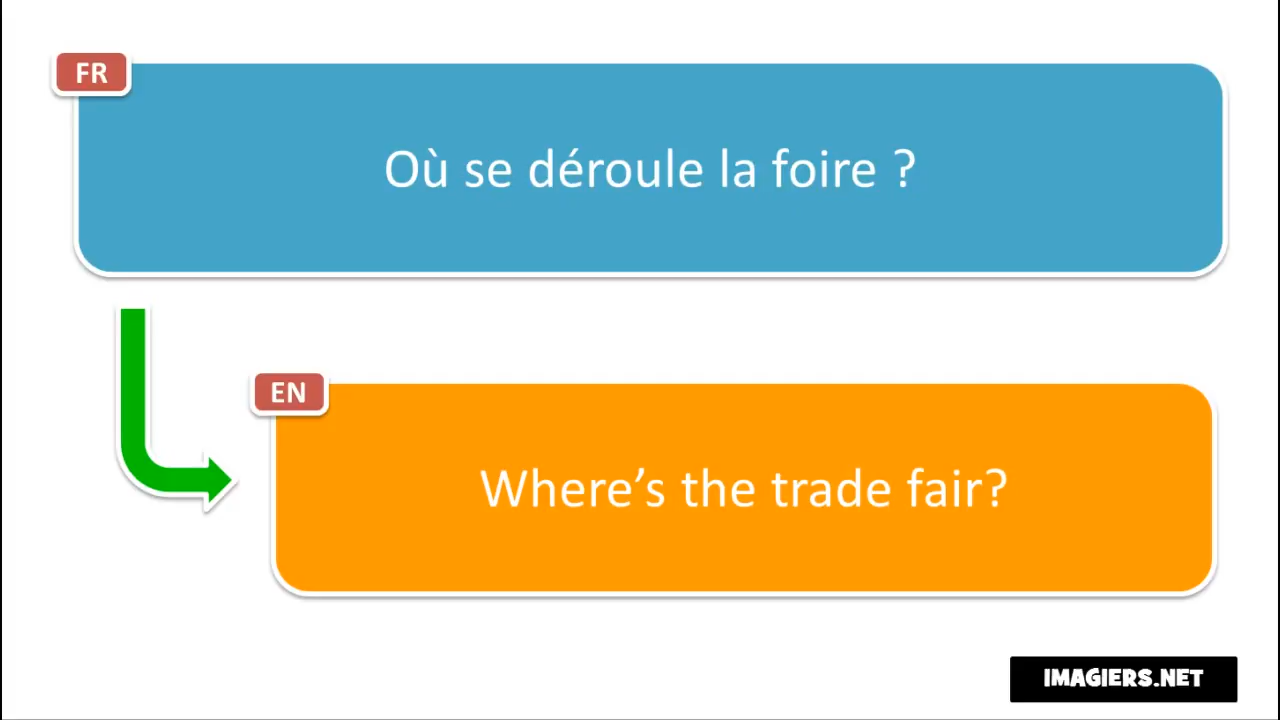 FR
Où se déroule la foire ?
EN
Where’s the trade fair?
IMAGIERS.NET